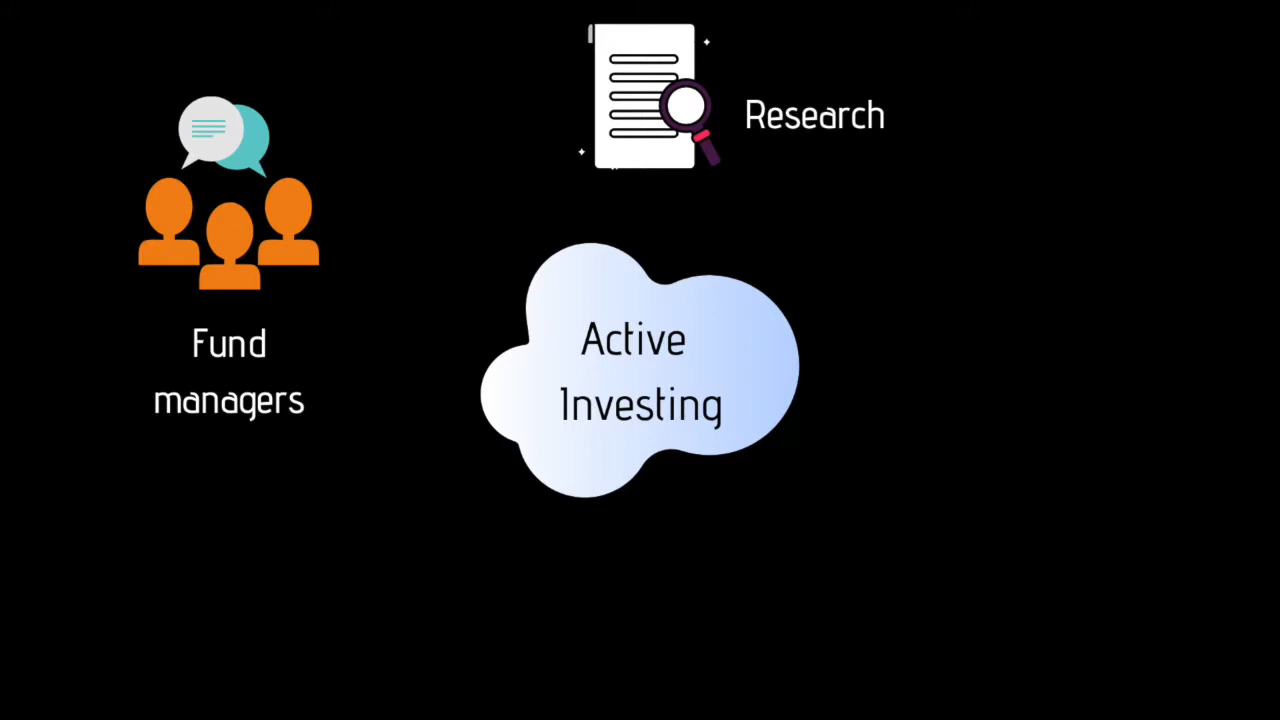 Research
Fund
managers
Active
Investing